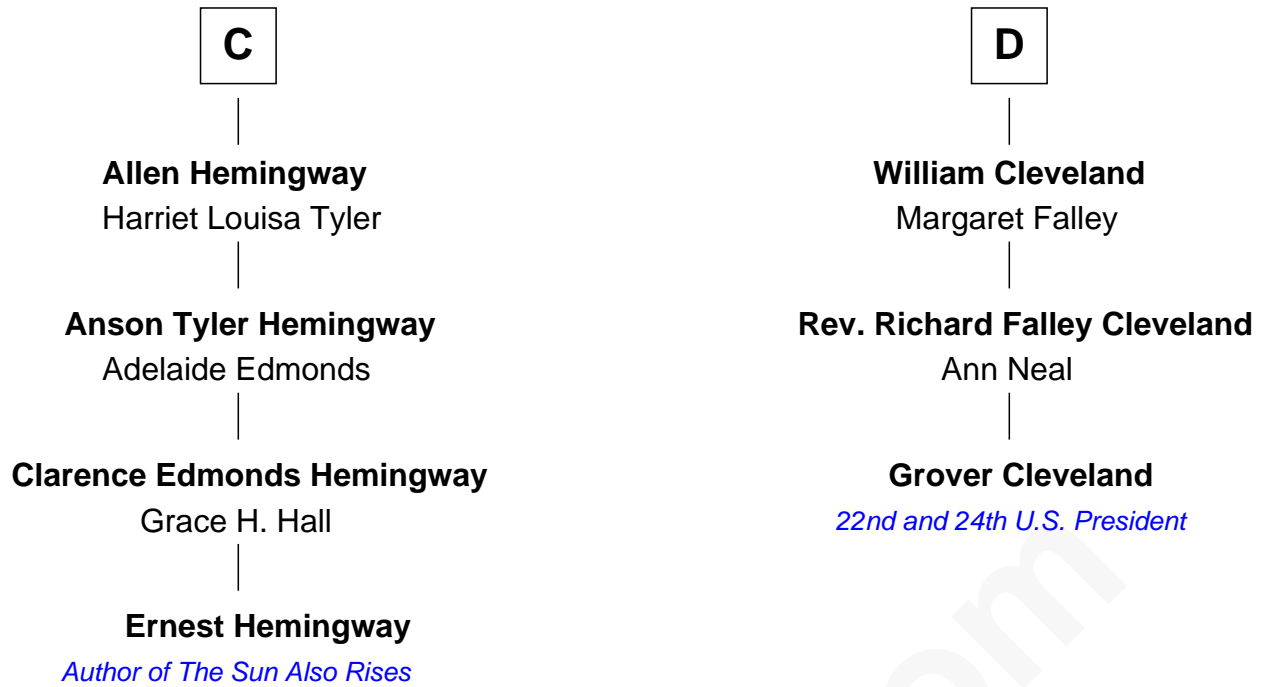 C
Allen Hemingway
Harriet Louisa Tyler
Anson Tyler Hemingway
Adelaide Edmonds
Clarence Edmonds Hemingway
Grace H. Hall
Ernest Hemingway
Author of The Sun Also Rises
D
William Cleveland
Margaret Falley
Rev. Richard Falley Cleveland
Ann Neal
Grover Cleveland
22nd and 24th U.S. President
om